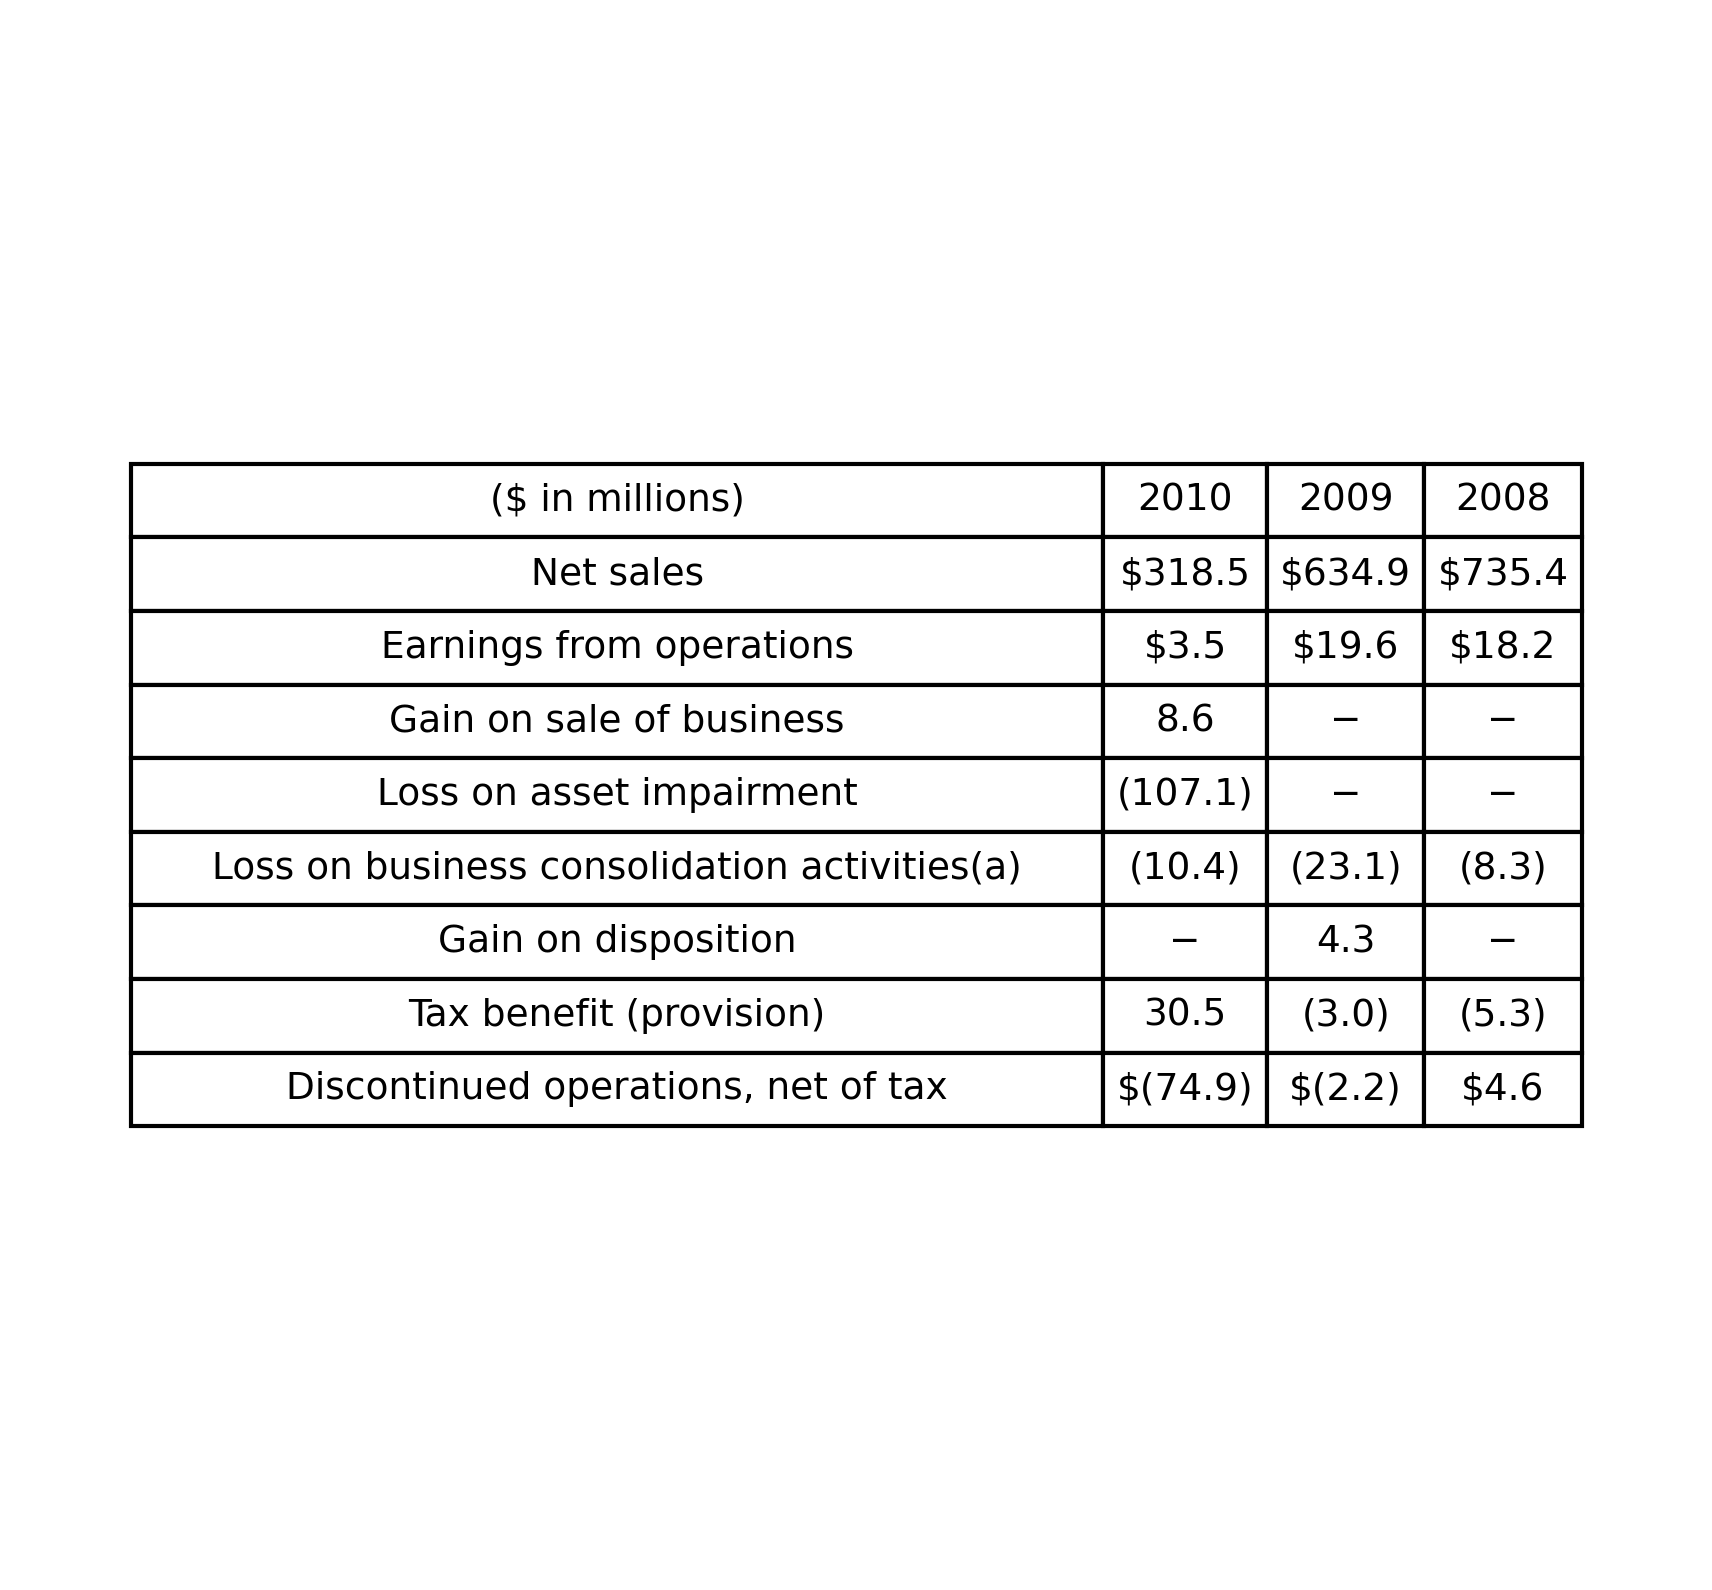 ($ in millions) 2010 2009 2008
Net sales $318.5 $634.9 $735.4
Earnings from operations $3.5 $19.6 $18.2
Gain on sale of business 8.6 − −
Loss on asset impairment (107.1) − −
Loss on business consolidation activities(a) (10.4) (23.1) (8.3)
Gain on disposition − 4.3 −
Tax benefit (provision) 30.5 (3.0) (5.3)
Discontinued operations, net of tax $(74.9) $(2.2) $4.6